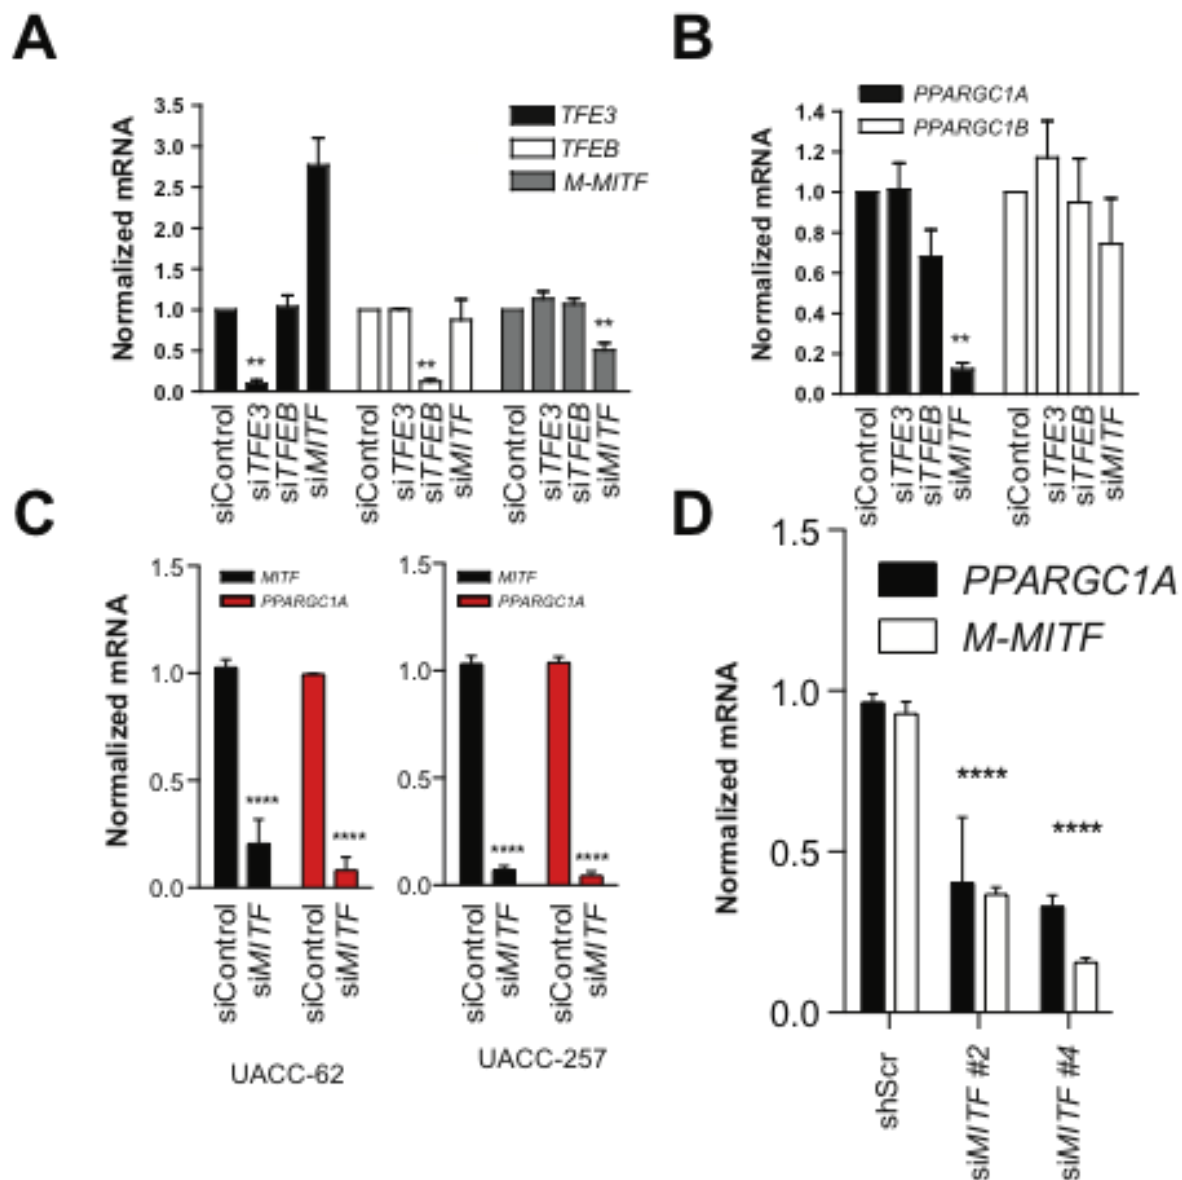 A
Normalized mRNA
3.5
3.0
2.5
2.0
1.5
1.0
0.5
0.0
TFE3
TFEB
M-MITF
**
**
**
siControl
siTFE3
siTFEB
siMITF
siControl
siTFE3
siTFEB
siMITF
siControl
siTFE3
siTFEB
siMITF
B
Normalized mRNA
1.4
1.2
1.0
0.8
0.6
0.4
0.2
0.0
PPARGC1A
PPARGC1B
**
siControl
siTFE3
siTFEB
siMITF
siControl
siTFE3
siTFEB
siMITF
C
Normalized mRNA
1.5
1.0
0.5
0.0
MITF
PPARGC1A
****
****
siControl
siMITF
siControl
siMITF
UACC-62
1.5
1.0
0.5
0.0
MITF
PPARGC1A
****
****
siControl
siMITF
siControl
siMITF
UACC-257
D
Normalized mRNA
1.5
1.0
0.5
0.0
PPARGC1A
M-MITF
****
****
shScr
siMITF #2
siMITF #4